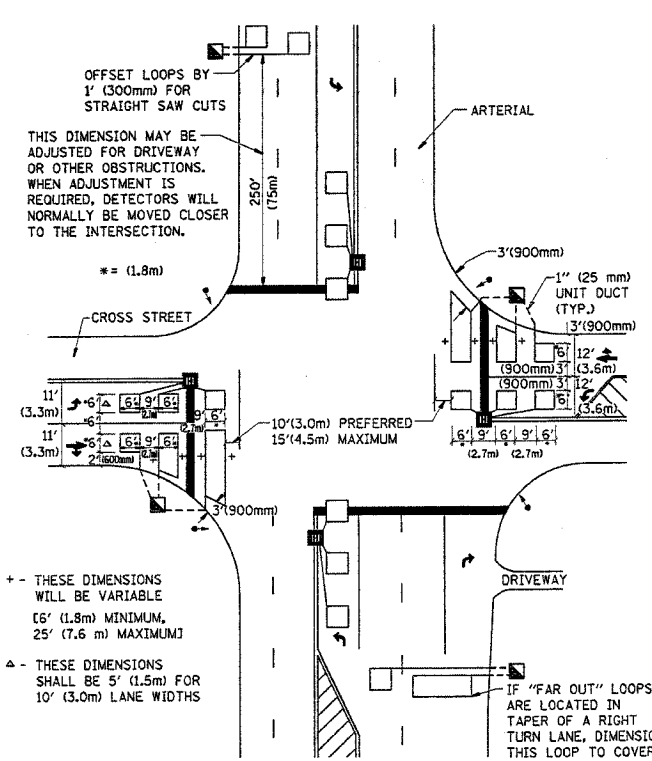 OFFSET LOOPS BY
1' (300mm) FOR
STRAIGHT SAW CUTS
ARTERIAL
THIS DIMENSION MAY BE
ADJUSTED FOR DRIVEWAY
OR OTHER OBSTRUCTIONS.
WHEN ADJUSTMENT IS
REQUIRED, DETECTORS WILL
NORMALLY BE MOVED CLOSER
TO THE INTERSECTION.
250'
(75m)
*= (1.8m)
3'(900mm)
1" (25 mm)
UNIT DUCT
(TYP.)
CROSS STREET
3'(900mm)
*6'
12'
(3.6m)
(900mm) 3'
(900mm) 3'
*6'
12'
(3.6m)
11'
(3.3m)
*6' Δ 6' 9' 6'
(2.7m)
*6'
9' 6'
(2.7m)
11'
(3.3m)
*6' Δ 6' 9' 6'
(2.7m)
2' (600mm)
10'(3.0m) PREFERRED
15'(4.5m) MAXIMUM
6' 9' 6' 9' 6'
(2.7m) (2.7m)
3'(900mm)
DRIVEWAY
+ - THESE DIMENSIONS
WILL BE VARIABLE
[6' (1.8m) MINIMUM,
25' (7.6 m) MAXIMUM]
Δ - THESE DIMENSIONS
SHALL BE 5' (1.5m) FOR
10' (3.0m) LANE WIDTHS
IF "FAR OUT" LOOPS
ARE LOCATED IN
TAPER OF A RIGHT
TURN LANE, DIMENSIO
THIS LOOP TO COVER